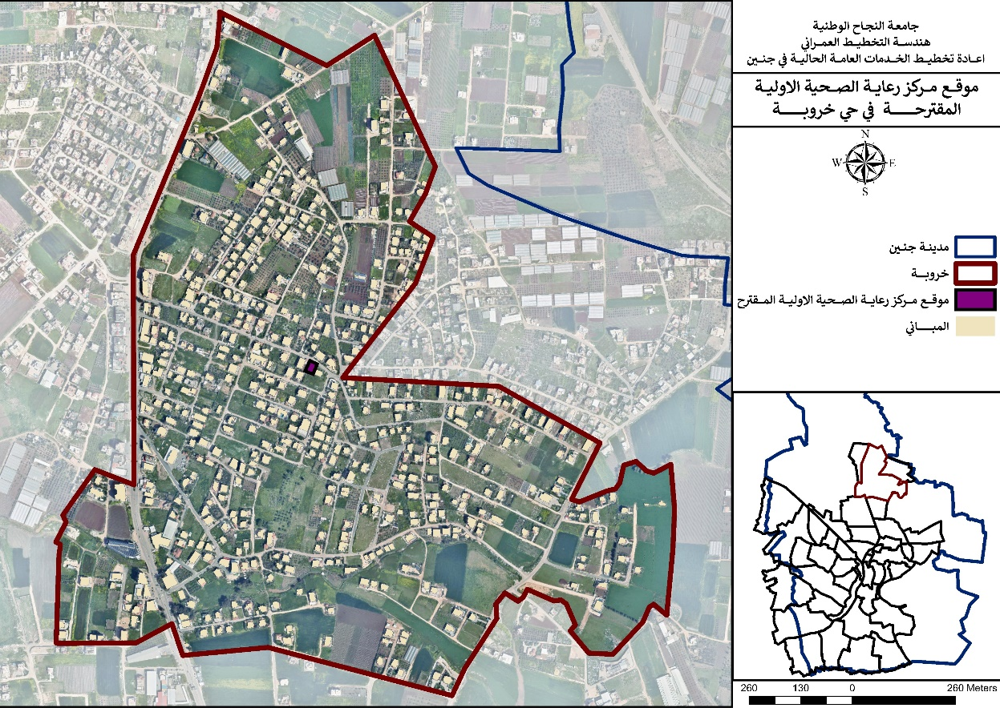 جامعة النجاح الوطنية
هندسة التخطيط العمراني
اعادة تخطيط الخدمات العامة الحالية في جنين
موقع مركز رعاية الصحية الاولية
المقترحة في حي خروبة
N
W E
S
مدينة جنين
خروبة
موقع مركز رعاية الصحية الاولية المقترح
المباني
260 130 0 260 Meters